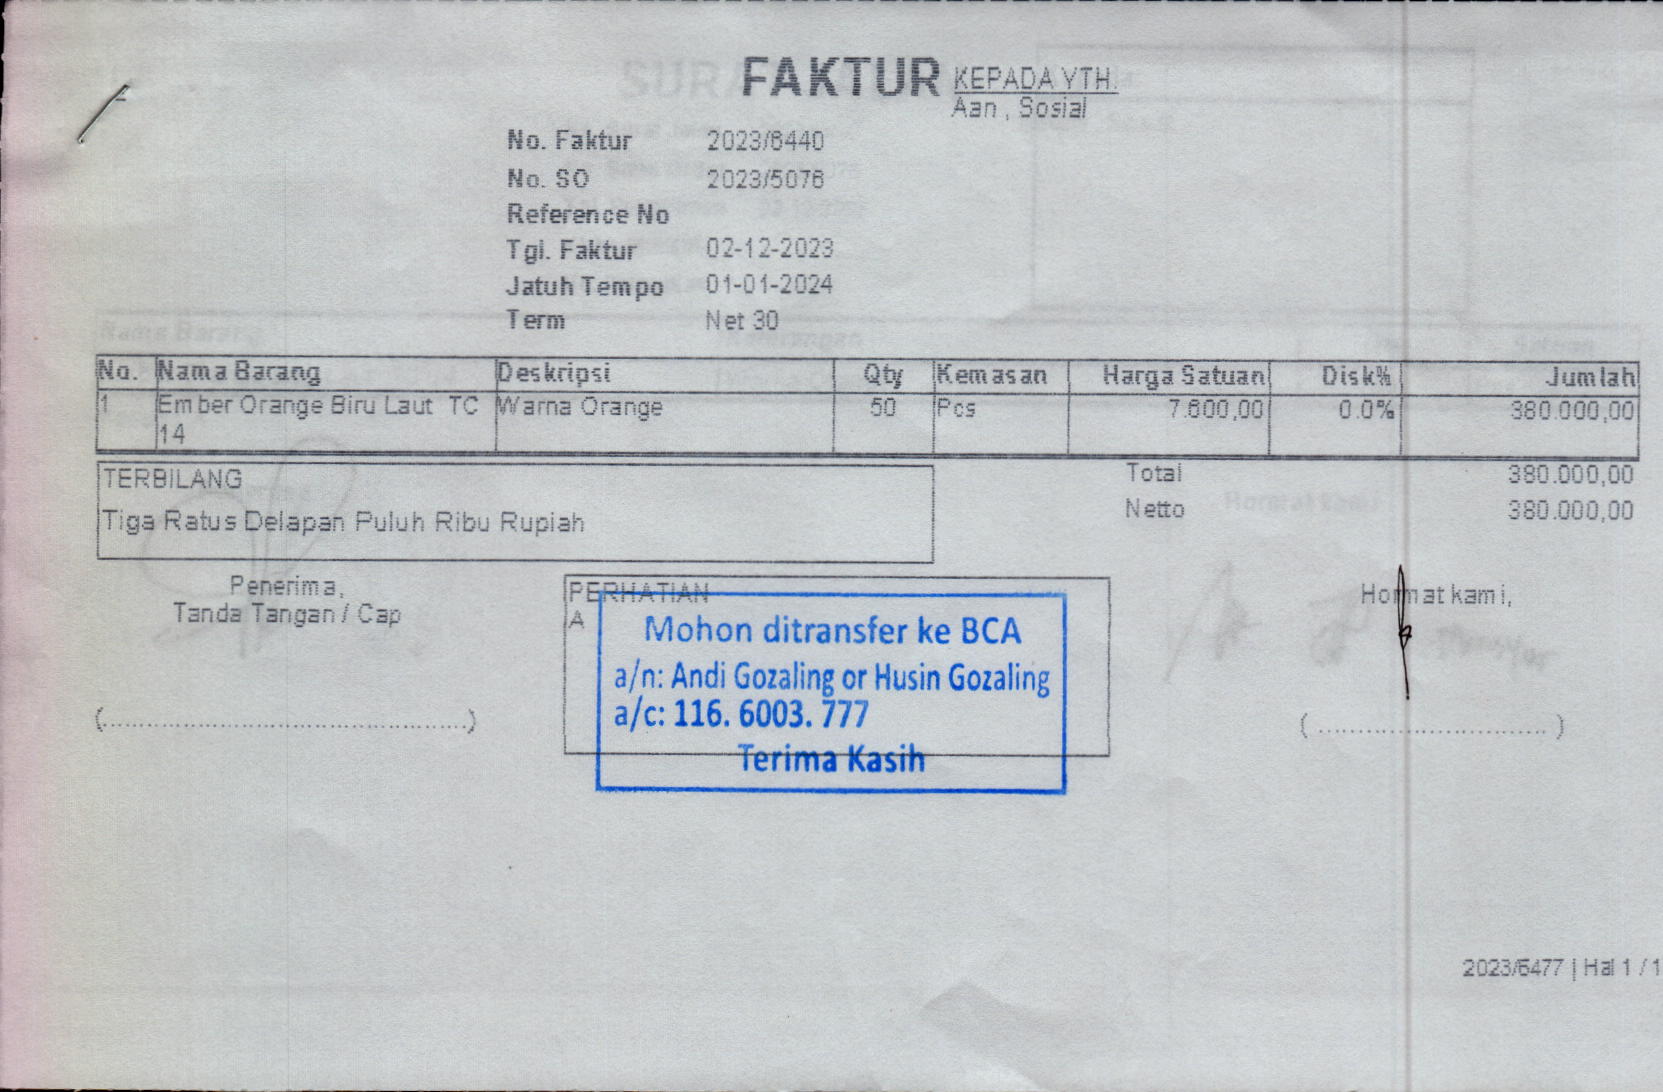 FAKTUR
KEPADA YTH.
Aan , Sosial
No. Faktur 2023/6440
No. SO 2023/5076
Reference No
Tgl. Faktur 02-12-2023
Jatuh Tempo 01-01-2024
Term Net 30
No. Nama Barang Deskripsi Qty Kemasan Harga Satuan Disk% Jumlah
1 Ember Orange Biru Laut TC Warna Orange 50 Pcs 7.600,00 0.0% 380.000,00
14
TERBILANG
Tiga Ratus Delapan Puluh Ribu Rupiah
Total 380.000,00
Netto 380.000,00
Penerima,
Tanda Tangan / Cap
(................................................)
PERHATIAN
A
Mohon ditransfer ke BCA
a/n: Andi Gozaling or Husin Gozaling
a/c: 116. 6003. 777
Terima Kasih
Hormat kami,
( .............................. )
2023/6477 | Hal 1 / 1